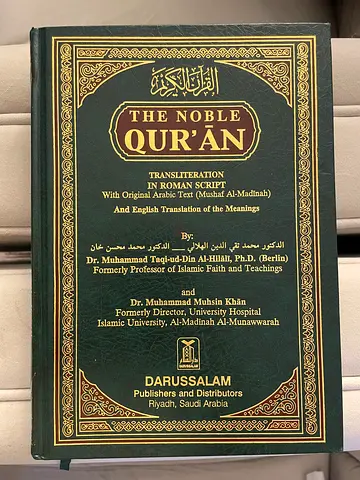 القرآن الكريم
THE NOBLE
QUR'ĀN
TRANSLITERATION
IN ROMAN SCRIPT
With Original Arabic Text (Mushaf Al-Madînah)
And English Translation of the Meanings
By:
الدكتور محمد تقي الدين الهلالي ___ الدكتور محمد محسن خان
Dr. Muhammad Taqi-ud-Din Al-Hilâlî, Ph.D. (Berlin)
Formerly Professor of Islamic Faith and Teachings
and
Dr. Muhammad Muhsin Khân
Formerly Director, University Hospital
Islamic University, Al-Madinah Al-Munawwarah
DARUSSALAM
DARUSSALAM
Publishers and Distributors
Riyadh, Saudi Arabia